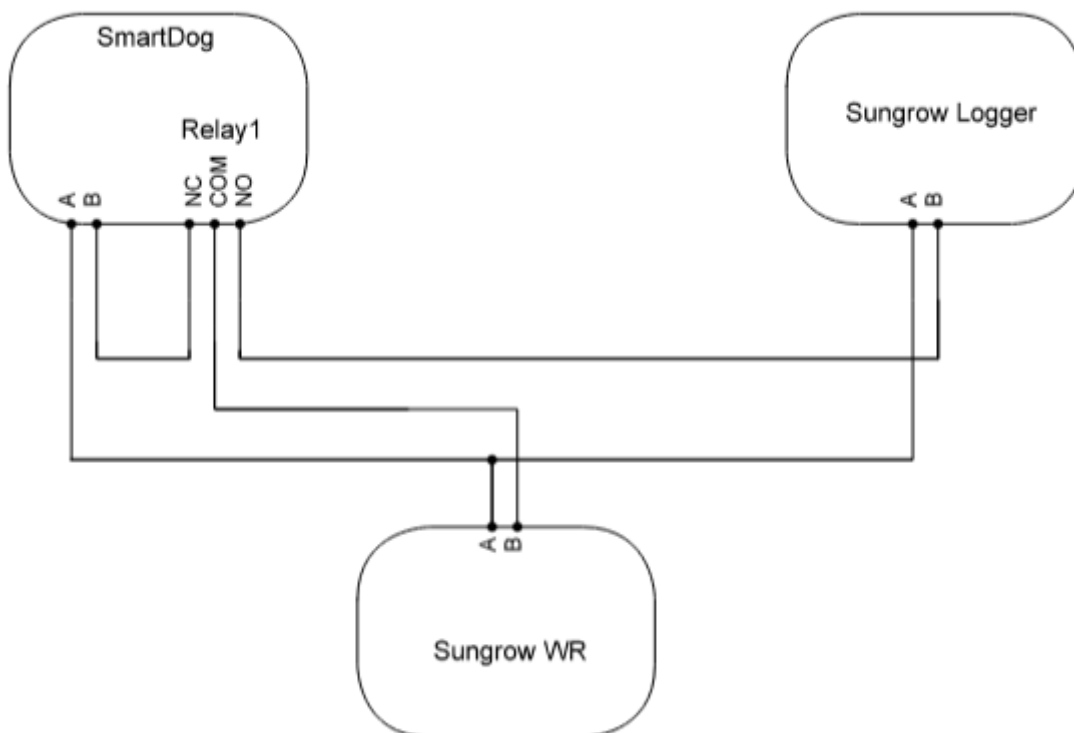 SmartDog
Relay1
A
B
NC
COM
NO
Sungrow Logger
A
B
A
B
Sungrow WR